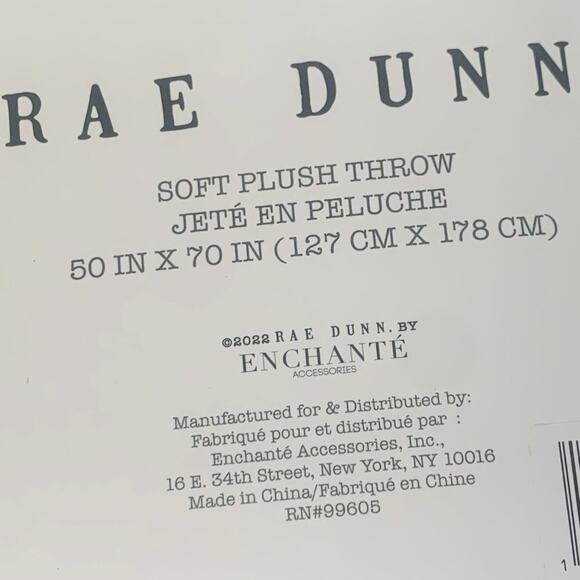 RAE DUNN
SOFT PLUSH THROW
JETÉ EN PELUCHE
50 IN X 70 IN (127 CM X 178 CM)
©2022 RAE DUNN. BY
ENCHANTÉ
ACCESSORIES
Manufactured for & Distributed by:
Fabriqué pour et distribué par :
Enchanté Accessories, Inc.,
16 E. 34th Street, New York, NY 10016
Made in China/Fabriqué en Chine
RN#99605
1